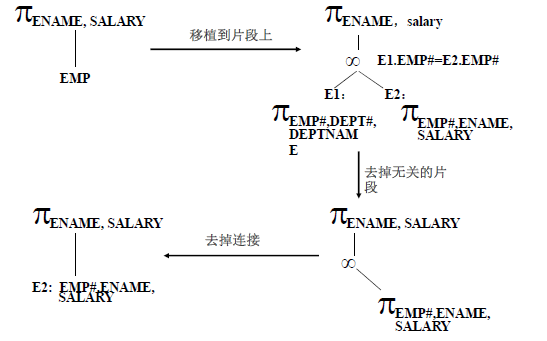 πENAME, SALARY
EMP
移植到片段上
πENAME，salary
∞
E1.EMP#=E2.EMP#
E1:
E2:
πEMP#,DEPT#,
DEPTNAM
E
πEMP#,ENAME,
SALARY
去掉无关的片
段
πENAME, SALARY
∞
πEMP#,ENAME,
SALARY
去掉连接
πENAME, SALARY
E2: EMP#,ENAME,
SALARY